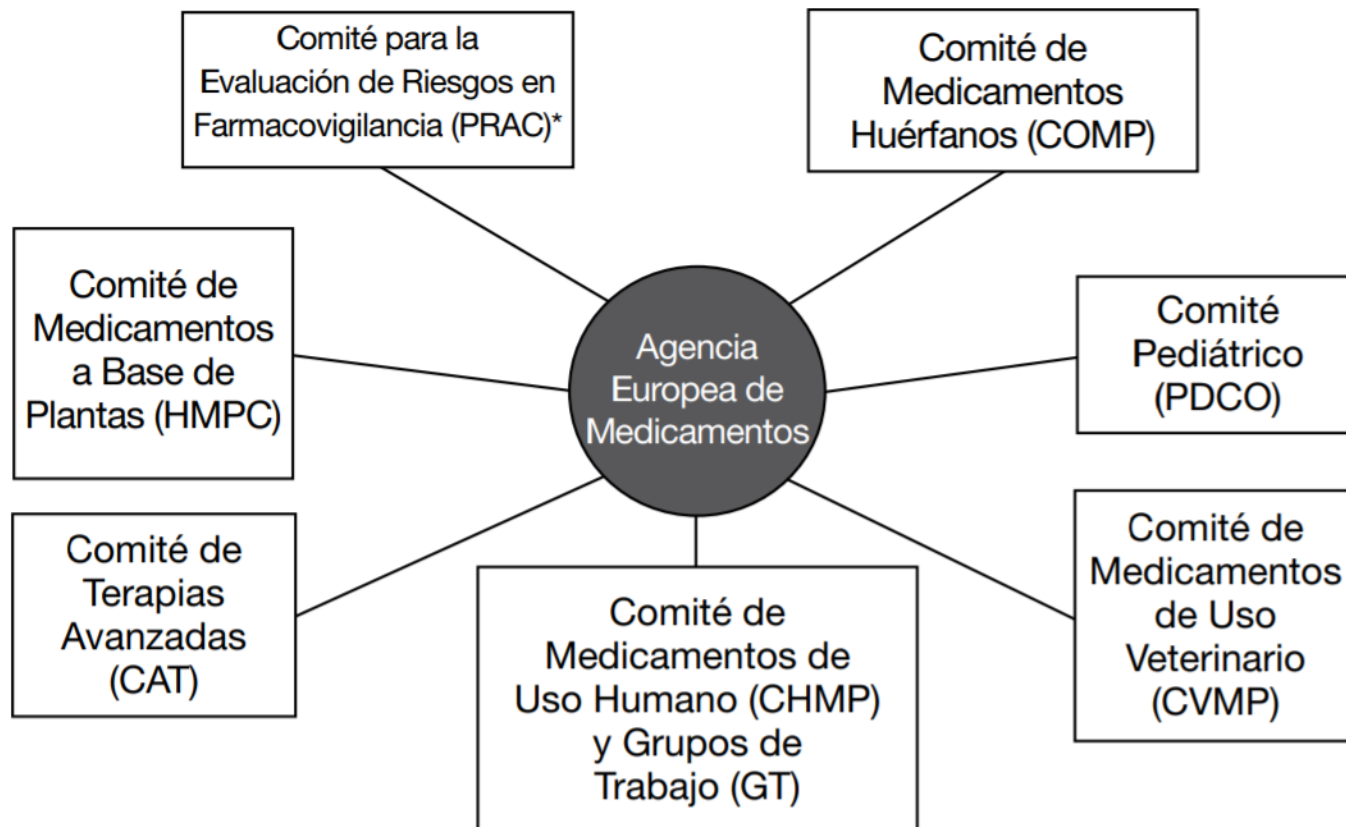 Comité para la
Evaluación de Riesgos en
Farmacovigilancia (PRAC)*
Comité de
Medicamentos
Huérfanos (COMP)
Comité de
Medicamentos
a Base de
Plantas (HMPC)
Agencia
Europea de
Medicamentos
Comité
Pediátrico
(PDCO)
Comité de
Terapias
Avanzadas
(CAT)
Comité de
Medicamentos de
Uso Humano (CHMP)
y Grupos de
Trabajo (GT)
Comité de
Medicamentos
de Uso
Veterinario
(CVMP)